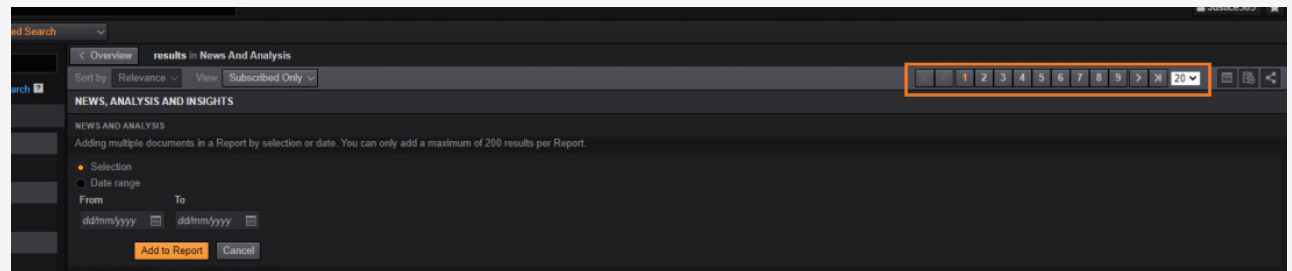 Justice365
ed Search
< Overview results in News And Analysis
arch ?
Sort by Relevance View Subscribed Only
1 2 3 4 5 6 7 8 9 > 20
NEWS, ANALYSIS AND INSIGHTS
NEWS AND ANALYSIS
Adding multiple documents in a Report by selection or date. You can only add a maximum of 200 results per Report.
Selection
Date range
From To
dd/mm/yyyy dd/mm/yyyy
Add to Report Cancel